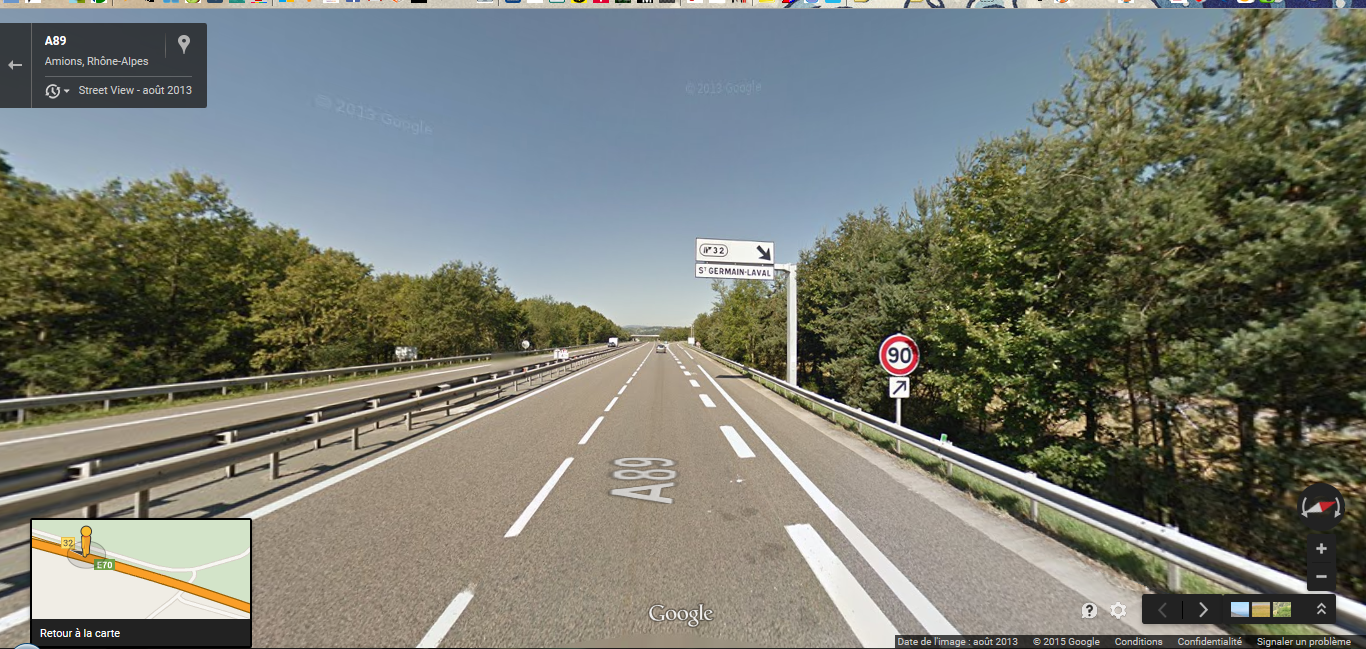 A89
Amions, Rhône-Alpes
Street View - août 2013
© 2013 Google
© 2013 Google
32
ST GERMAIN-LAVAL
90
A89
32
E70
Google
Retour à la carte
Date de l'image : août 2013 © 2015 Google Conditions Confidentialité Signaler un problème